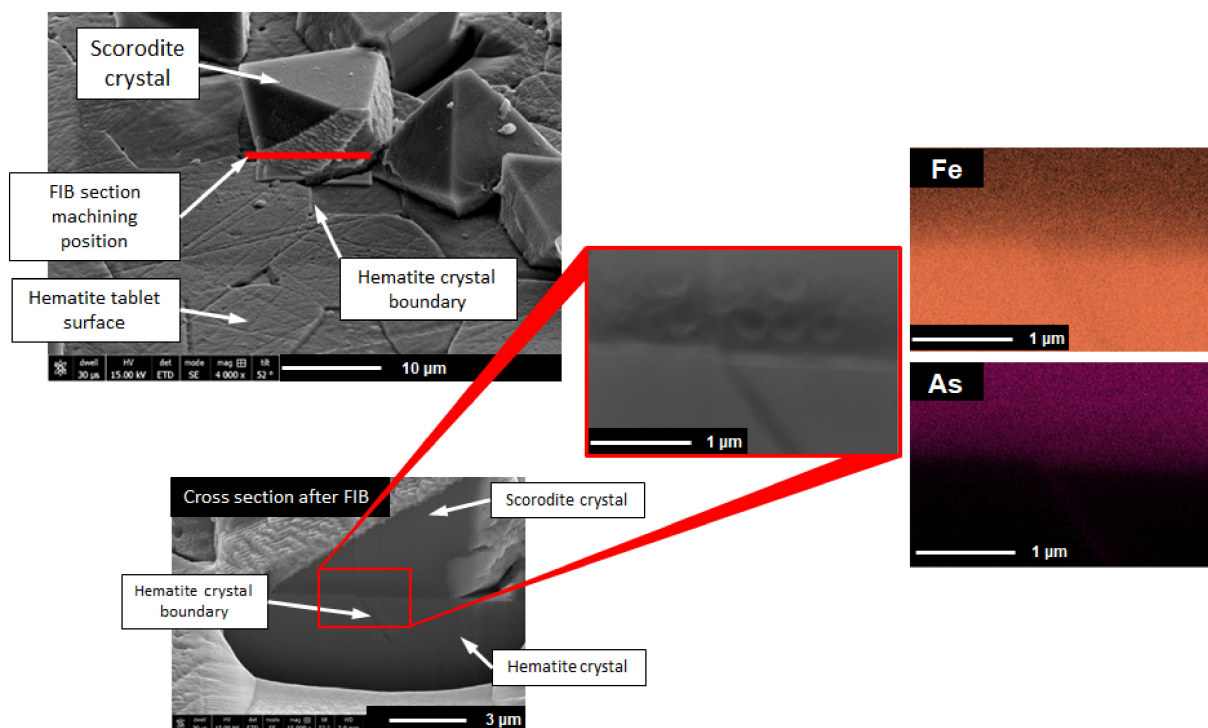 Scorodite
crystal
FIB section
machining
position
Hematite tablet
surface
Hematite crystal
boundary
dwell HV det mode mag tilt
30 µs 15.00 kV ETD SE 4 000 x 52 °
10 µm
1 µm
Fe
1 µm
As
1 µm
Cross section after FIB
Scorodite crystal
Hematite crystal
boundary
Hematite crystal
3 µm